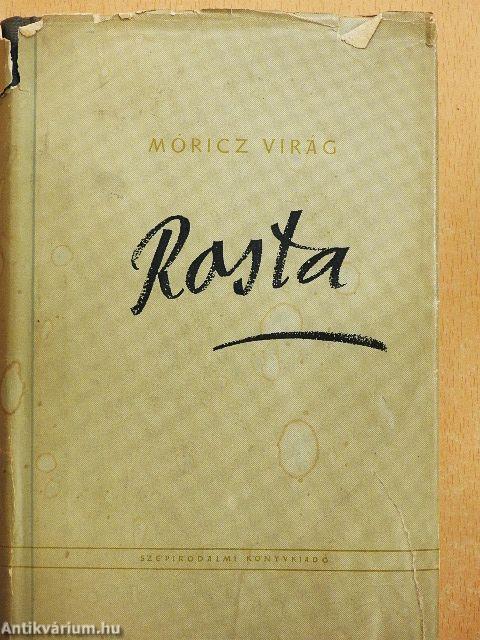 MÓRICZ VIRÁG
Rosta
SZÉPIRODALMI KÖNYVKIADÓ
Antikvárium.hu